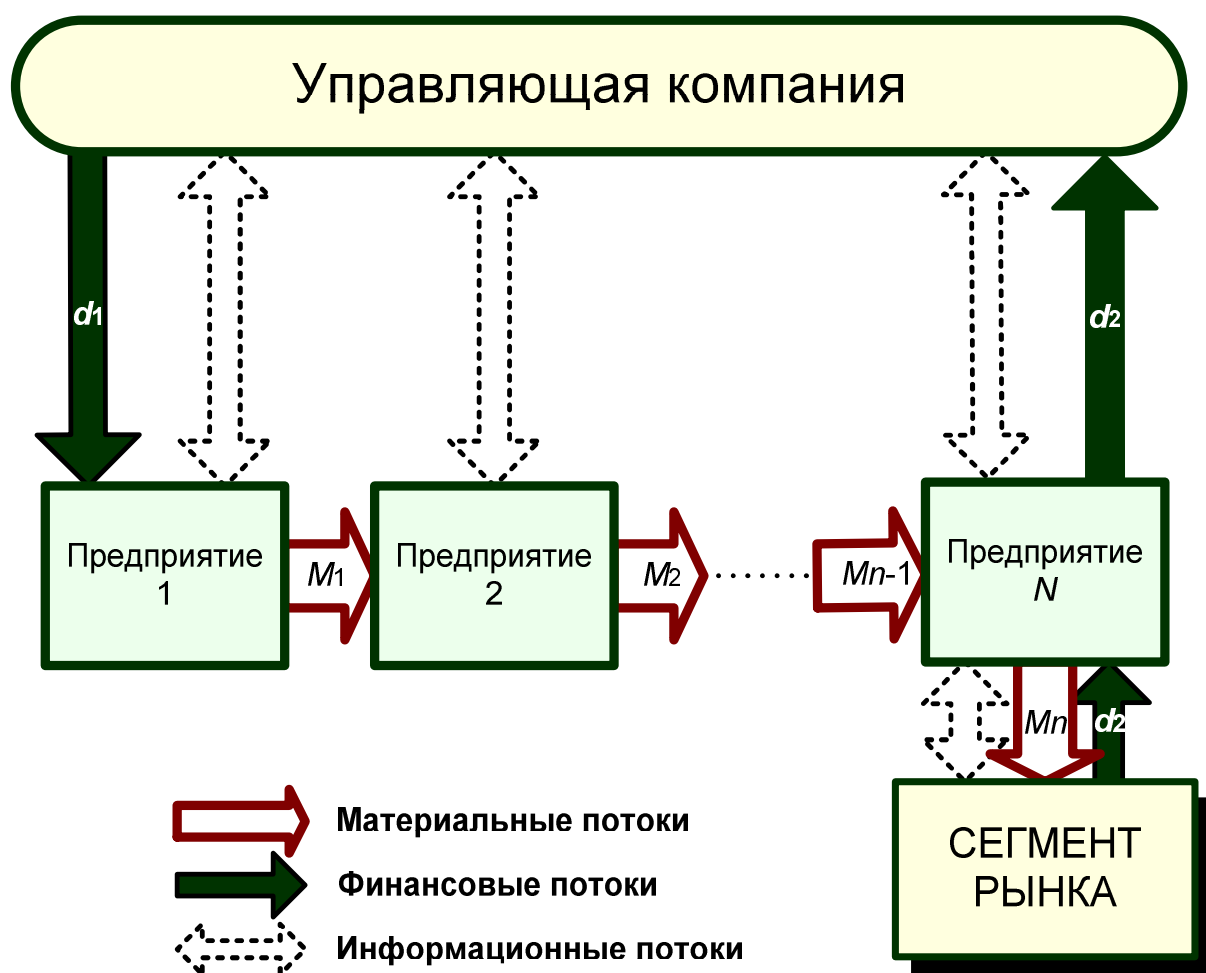 Управляющая компания
d1
d2
Предприятие
1
M1
Предприятие
2
M2
Mn-1
Предприятие
N
Mn
d2
СЕГМЕНТ
РЫНКА
Материальные потоки
Финансовые потоки
Информационные потоки